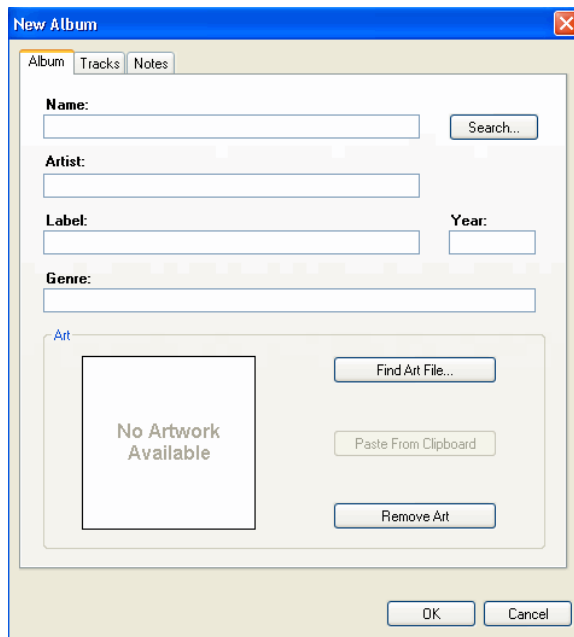 New Album
Album Tracks Notes
Name:
Search...
Artist:
Label: Year:
Genre:
Art
Find Art File...
No Artwork
Available
Paste From Clipboard
Remove Art
OK Cancel